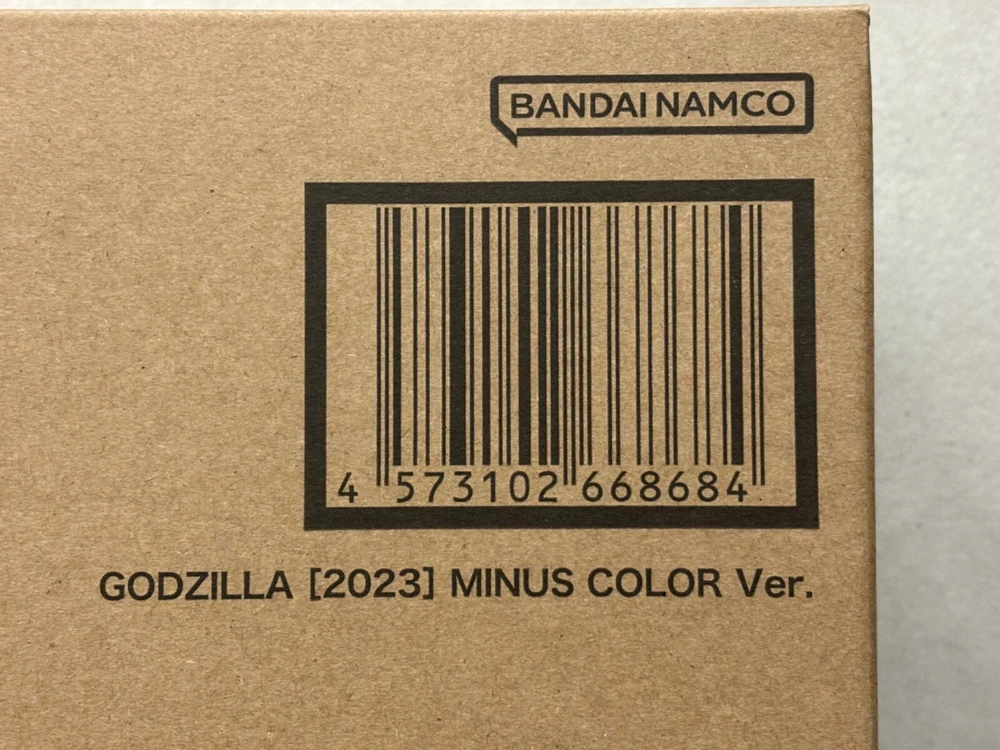 BANDAI NAMCO
4 573102 668684
GODZILLA [2023] MINUS COLOR Ver.